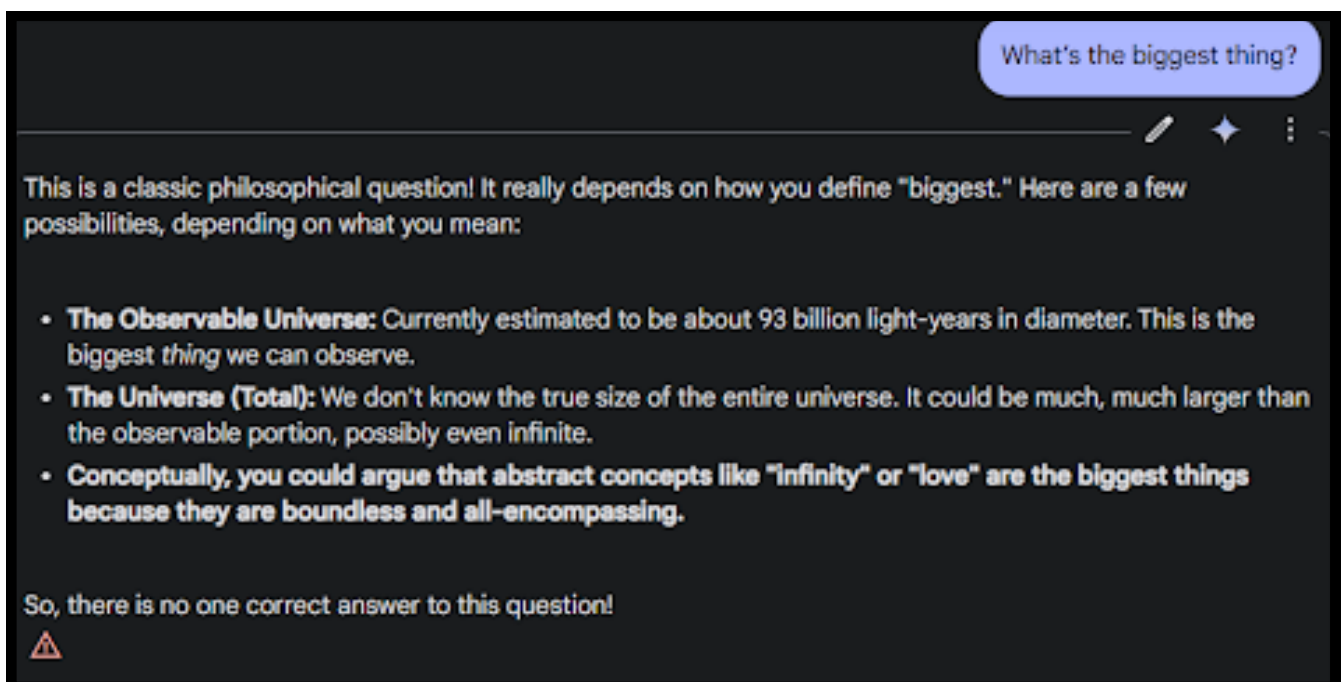 What's the biggest thing?
This is a classic philosophical question! It really depends on how you define "biggest." Here are a few
possibilities, depending on what you mean:
• The Observable Universe: Currently estimated to be about 93 billion light-years in diameter. This is the
biggest thing we can observe.
• The Universe (Total): We don't know the true size of the entire universe. It could be much, much larger than
the observable portion, possibly even infinite.
• Conceptually, you could argue that abstract concepts like "infinity" or "love" are the biggest things
because they are boundless and all-encompassing.
So, there is no one correct answer to this question!